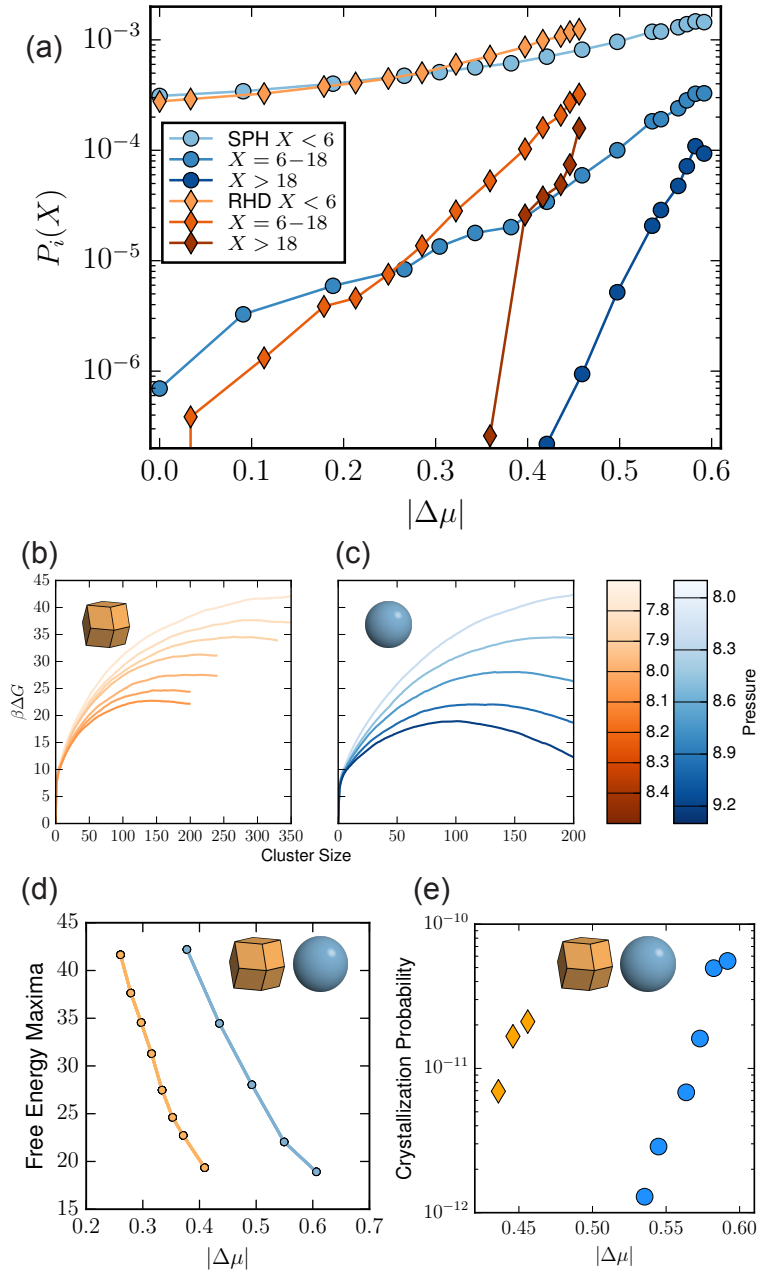 (a)
10^{-3}
10^{-4}
10^{-5}
10^{-6}
P_i(X)
SPH X < 6
X = 6−18
X > 18
RHD X < 6
X = 6−18
X > 18
0.0 0.1 0.2 0.3 0.4 0.5 0.6
|Δμ|
(b)
45
40
35
30
25
20
15
10
5
0
βΔG
0 50 100 150 200 250 300 350
(c)
0 50 100 150 200
Cluster Size
7.8
7.9
8.0
8.1
8.2
8.3
8.4
8.0
8.3
8.6
8.9
9.2
Pressure
(d)
45
40
35
30
25
20
15
Free Energy Maxima
0.2 0.3 0.4 0.5 0.6 0.7
|Δμ|
(e)
10^{-10}
10^{-11}
10^{-12}
Crystallization Probability
0.45 0.50 0.55 0.60
|Δμ|